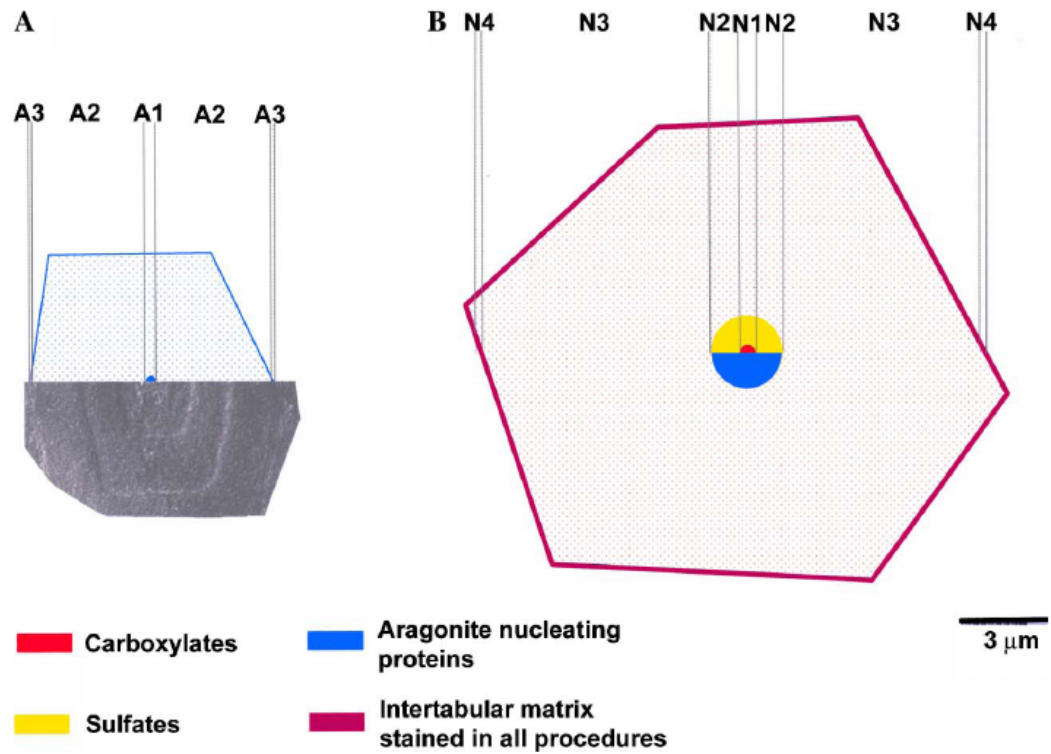 A
B
N4 N3 N2 N1 N2 N3 N4
A3 A2 A1 A2 A3
3 µm
Carboxylates
Aragonite nucleating
proteins
Sulfates
Intertabular matrix
stained in all procedures